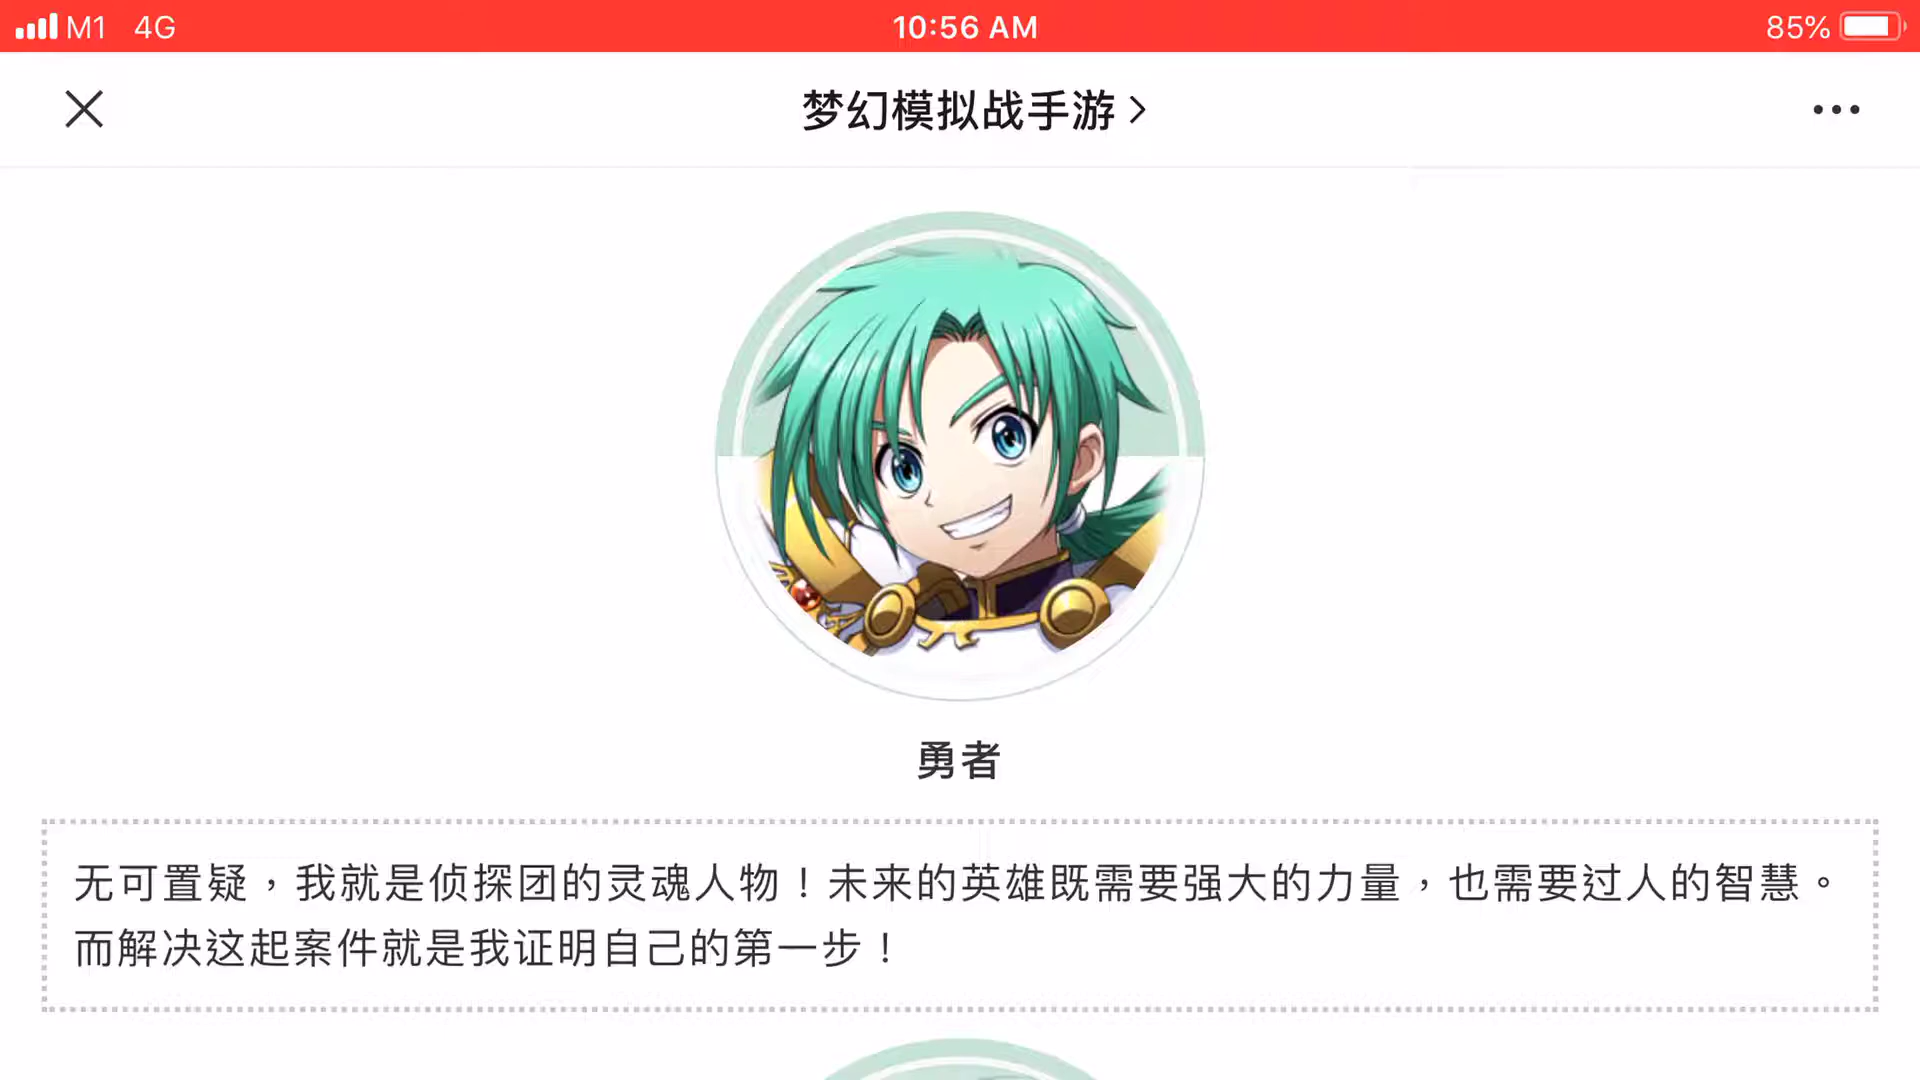 M1 4G 10:56 AM 85%
梦幻模拟战手游
勇者
无可置疑，我就是侦探团的灵魂人物！未来的英雄既需要强大的力量，也需要过人的智慧。
而解决这起案件就是我证明自己的第一步！